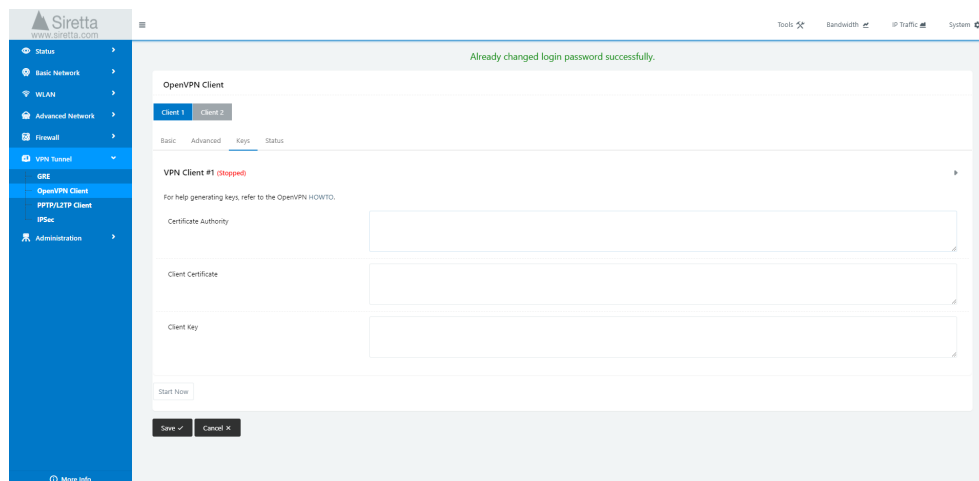 Siretta
www.siretta.com
Tools
Bandwidth
IP Traffic
System
Status
Basic Network
WLAN
Advanced Network
Firewall
VPN Tunnel
GRE
OpenVPN Client
PPTP/L2TP Client
IPSec
Administration
More info
Already changed login password successfully.
OpenVPN Client
Client 1 Client 2
Basic Advanced Keys Status
VPN Client #1 (Stopped)
For help generating keys, refer to the OpenVPN HOWTO.
Certificate Authority
Client Certificate
Client Key
Start Now
Save ✓ Cancel ×